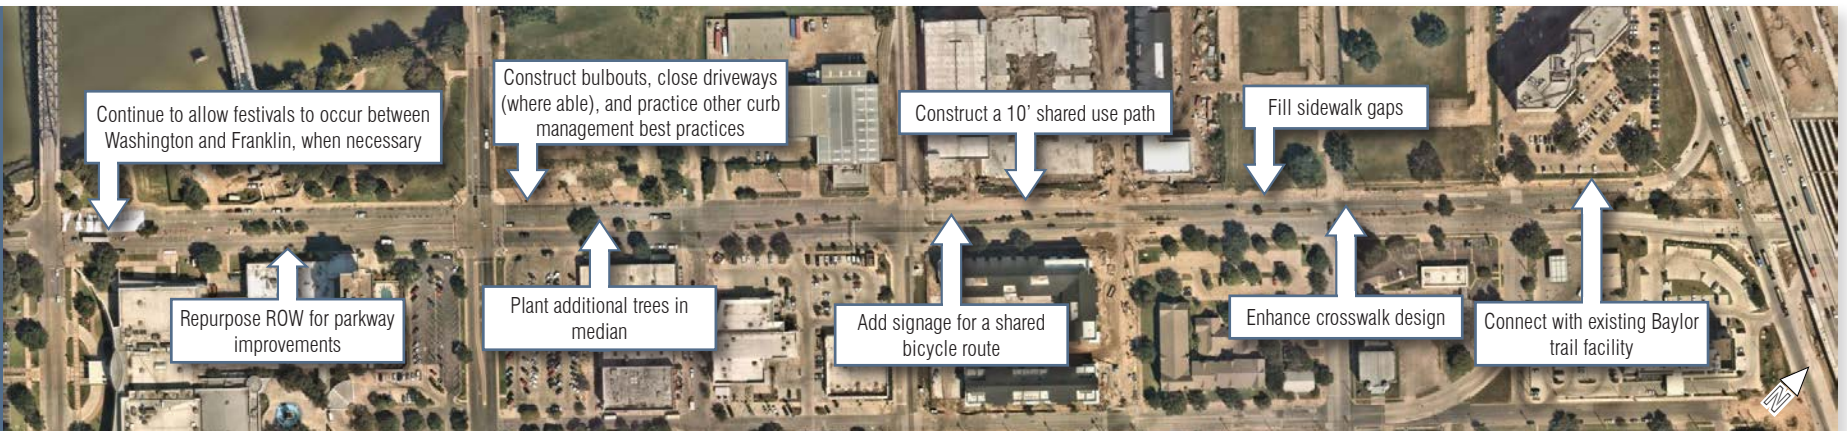 Continue to allow festivals to occur between
Washington and Franklin, when necessary
Construct bulbouts, close driveways
(where able), and practice other curb
management best practices
Construct a 10’ shared use path
Fill sidewalk gaps
Repurpose ROW for parkway
improvements
Plant additional trees in
median
Add signage for a shared
bicycle route
Enhance crosswalk design
Connect with existing Baylor
trail facility
N